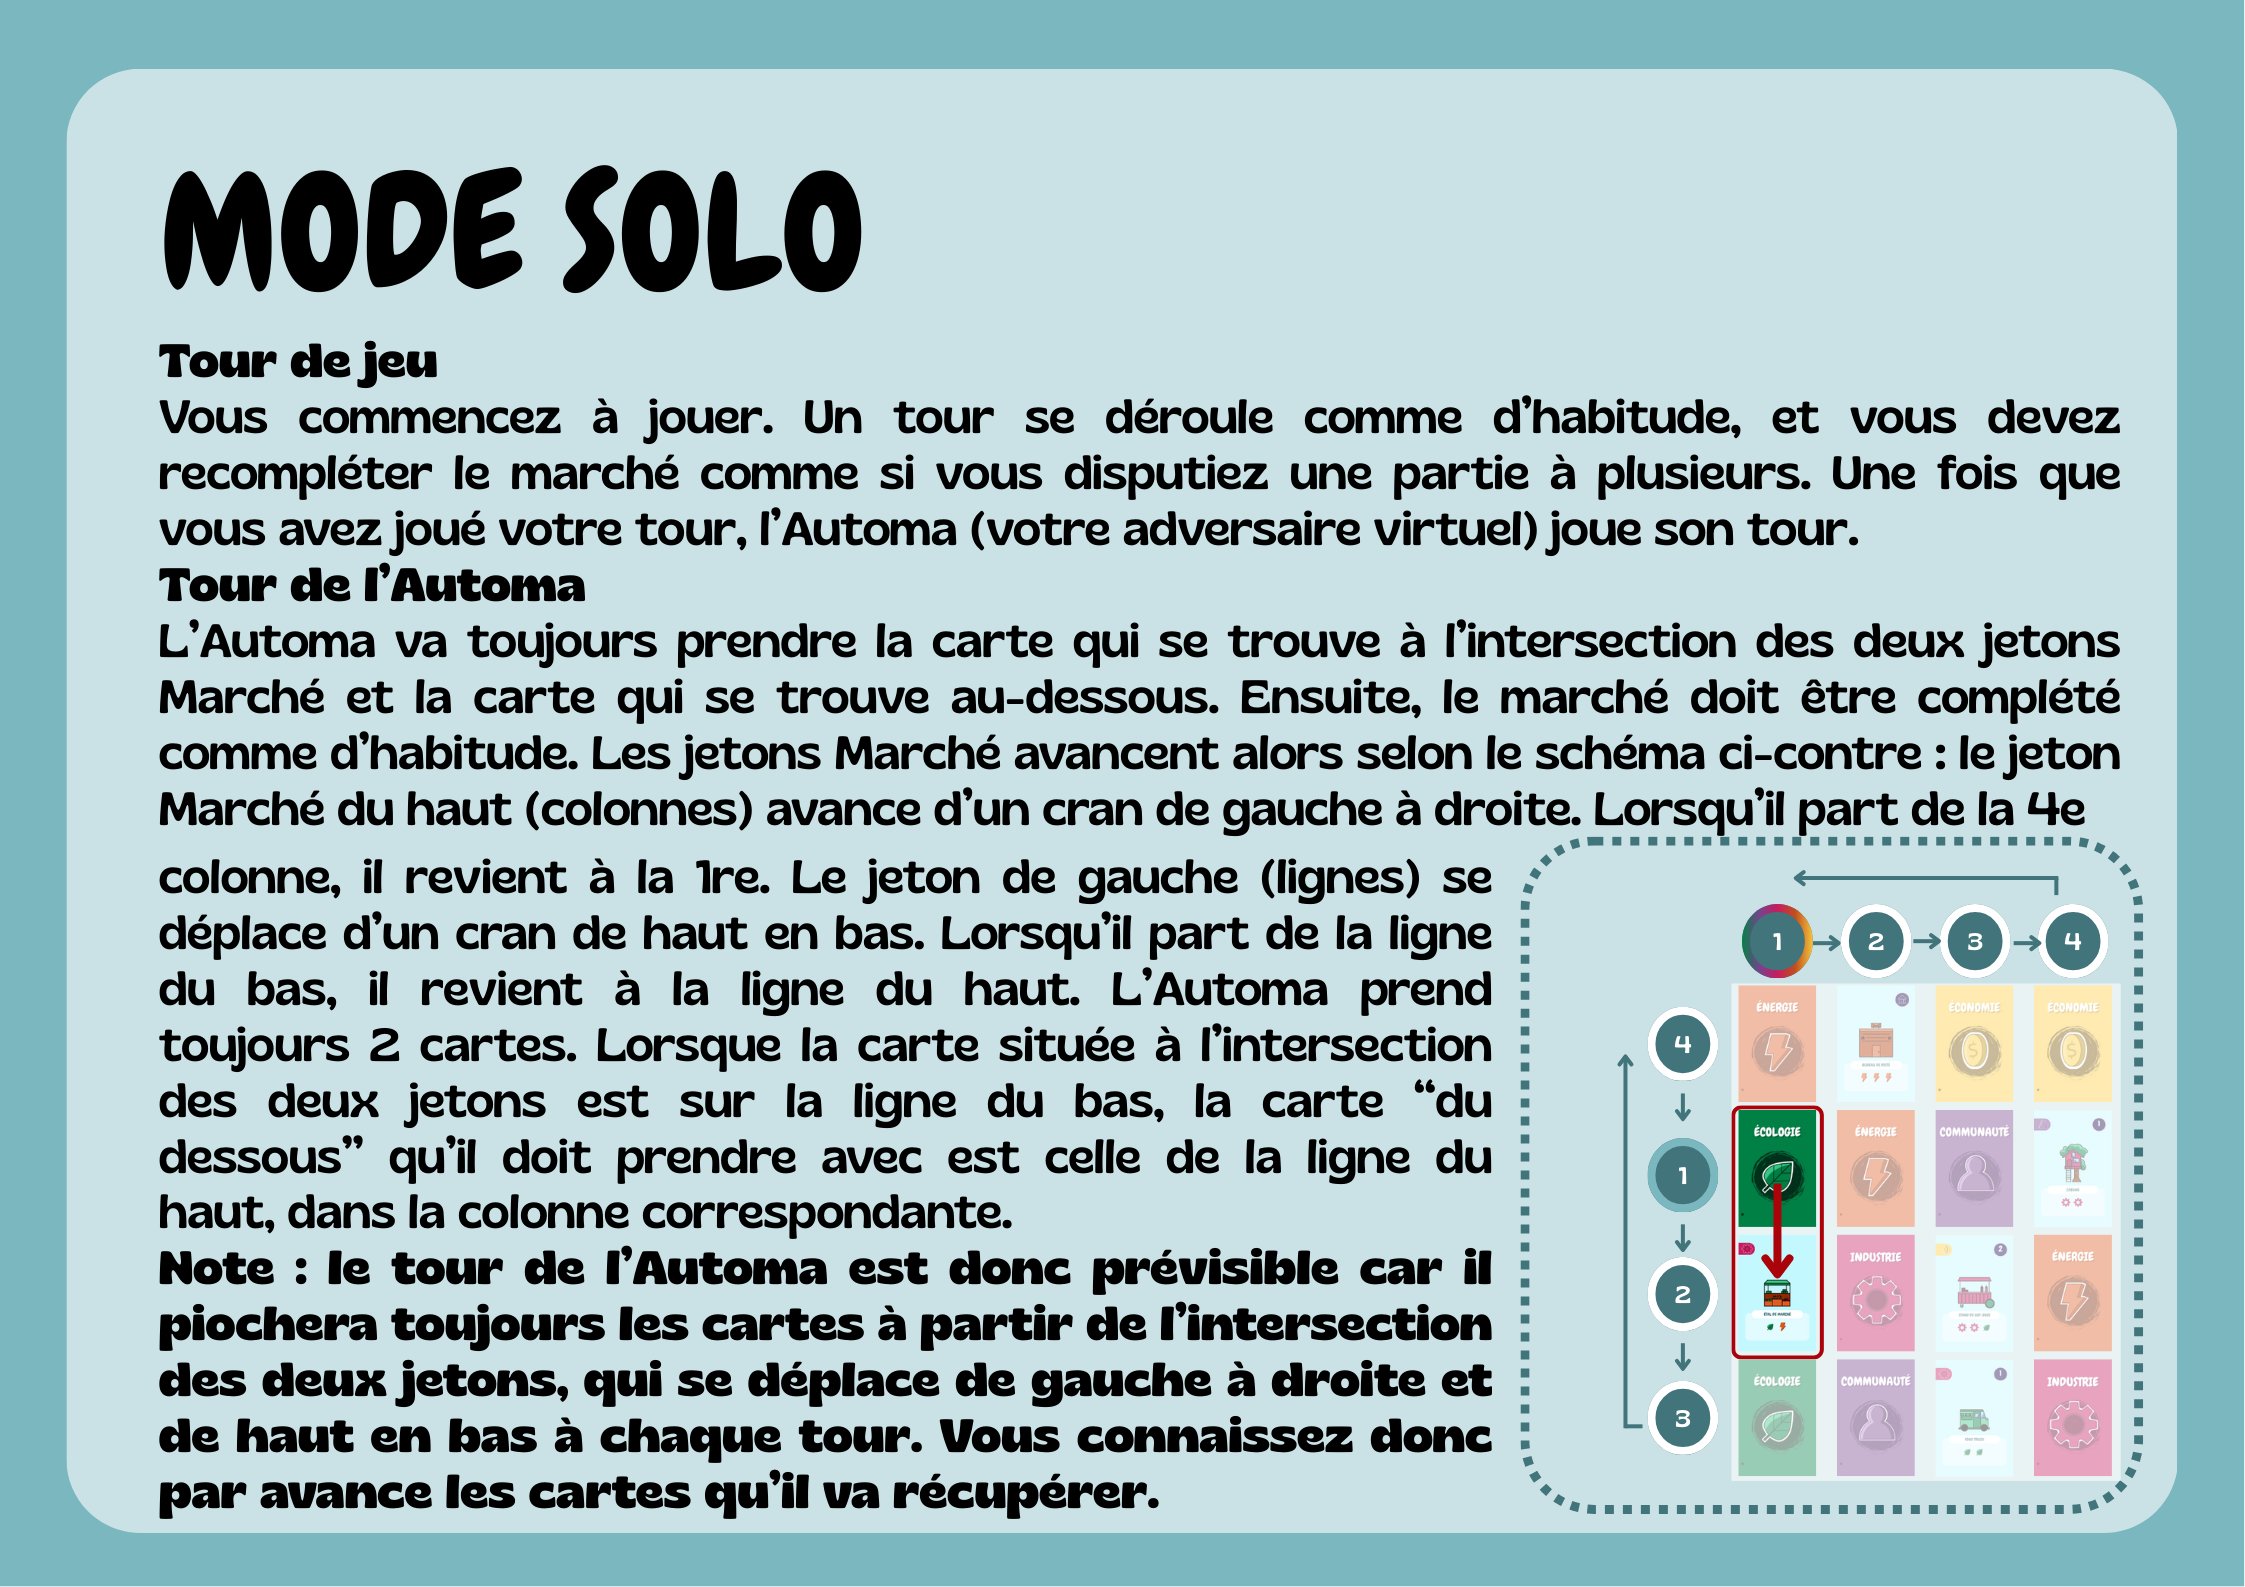 MODE SOLO
Tour de jeu
Vous commencez à jouer. Un tour se déroule comme d'habitude, et vous devez
recompléter le marché comme si vous disputiez une partie à plusieurs. Une fois que
vous avez joué votre tour, l'Automa (votre adversaire virtuel) joue son tour.
Tour de l'Automa
L'Automa va toujours prendre la carte qui se trouve à l'intersection des deux jetons
Marché et la carte qui se trouve au-dessous. Ensuite, le marché doit être complété
comme d'habitude. Les jetons Marché avancent alors selon le schéma ci-contre : le jeton
Marché du haut (colonnes) avance d'un cran de gauche à droite. Lorsqu'il part de la 4e
colonne, il revient à la 1re. Le jeton de gauche (lignes) se
déplace d'un cran de haut en bas. Lorsqu'il part de la ligne
du bas, il revient à la ligne du haut. L'Automa prend
toujours 2 cartes. Lorsque la carte située à l'intersection
des deux jetons est sur la ligne du bas, la carte “du
dessous” qu'il doit prendre avec est celle de la ligne du
haut, dans la colonne correspondante.
Note : le tour de l'Automa est donc prévisible car il
piochera toujours les cartes à partir de l'intersection
des deux jetons, qui se déplace de gauche à droite et
de haut en bas à chaque tour. Vous connaissez donc
par avance les cartes qu'il va récupérer.
1 2 3 4
4
ÉNERGIE
ECONOMIE
ECONOMIE
1
ÉCOLOGIE
ÉNERGIE
COMMUNAUTÉ
1
2
INDUSTRIE
2
ÉNERGIE
ÉTAL DE MARCHÉ
3
ÉCOLOGIE
COMMUNAUTÉ
1
INDUSTRIE
FOOD TRUCK